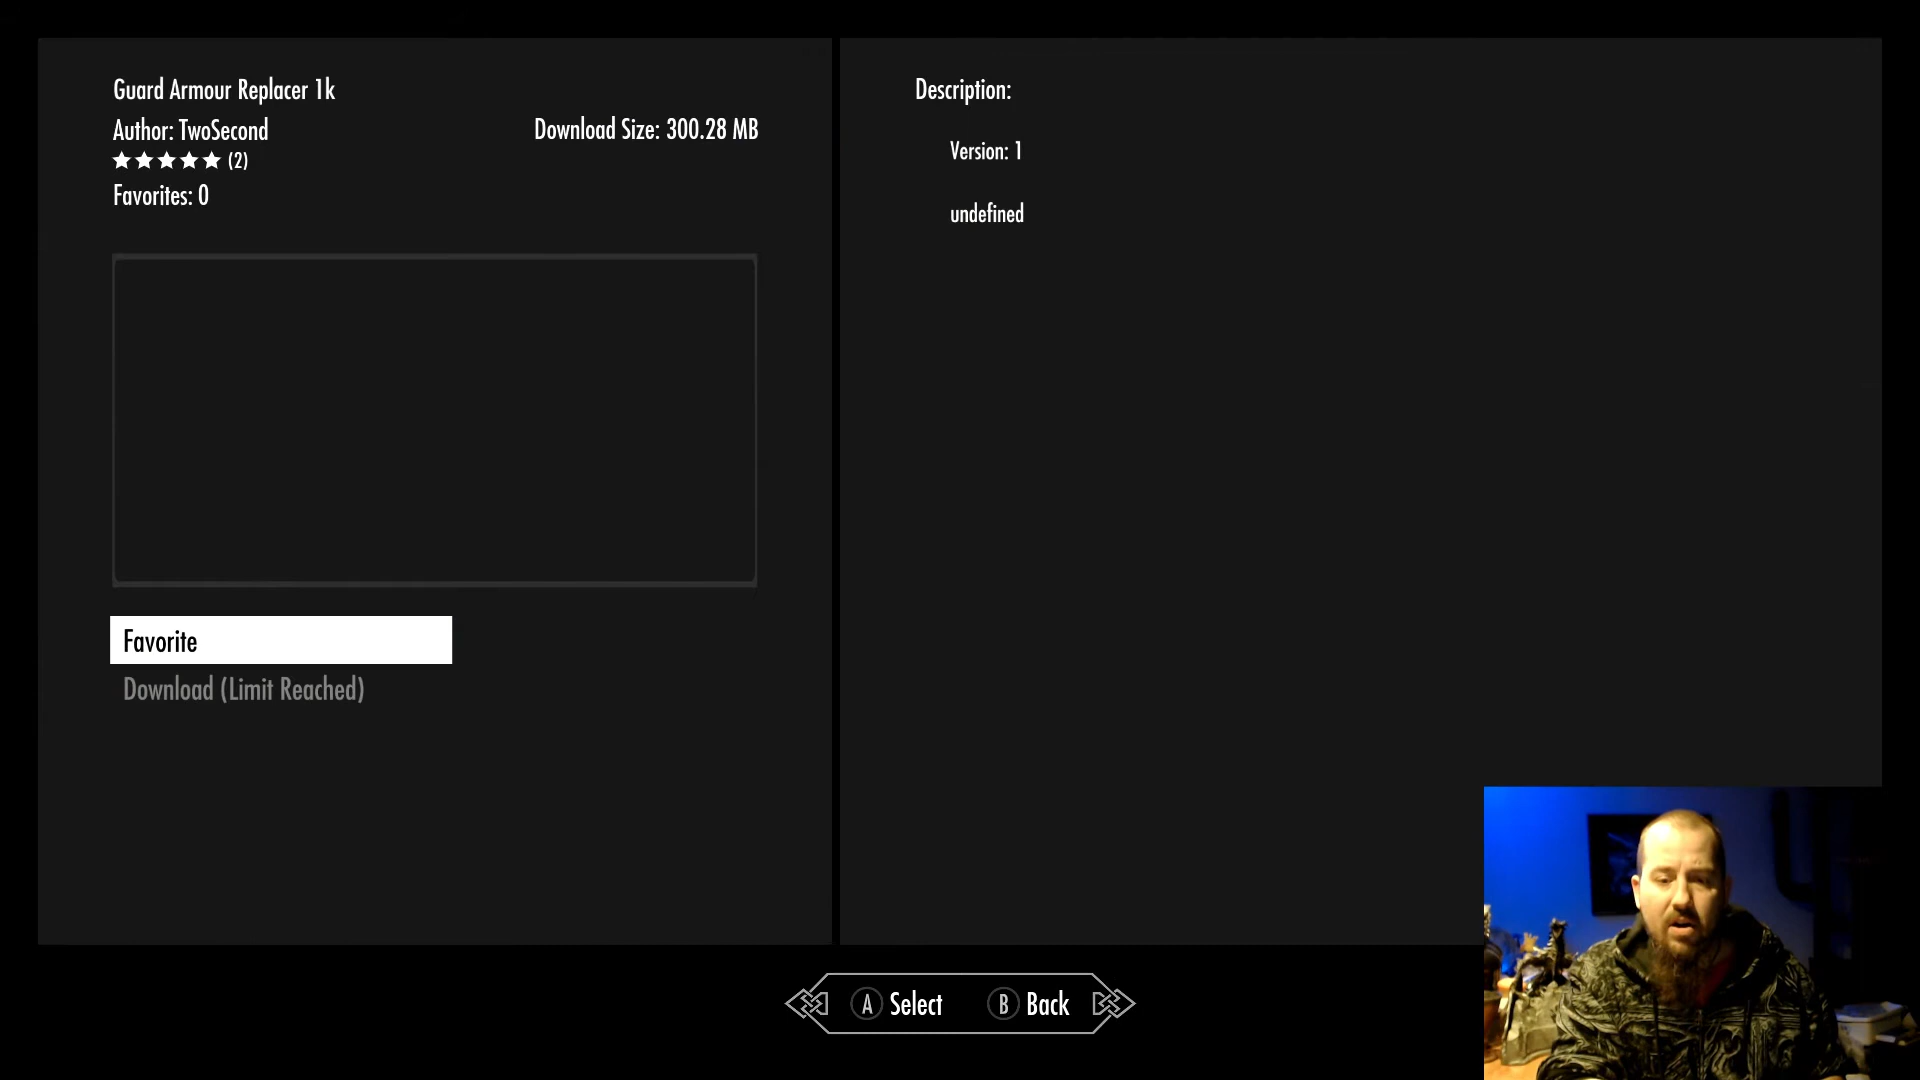 Guard Armour Replacer 1k
Author: TwoSecond
Download Size: 300.28 MB
(2)
Favorites: 0
Favorite
Download (Limit Reached)
Description:
Version: 1
undefined
A Select B Back